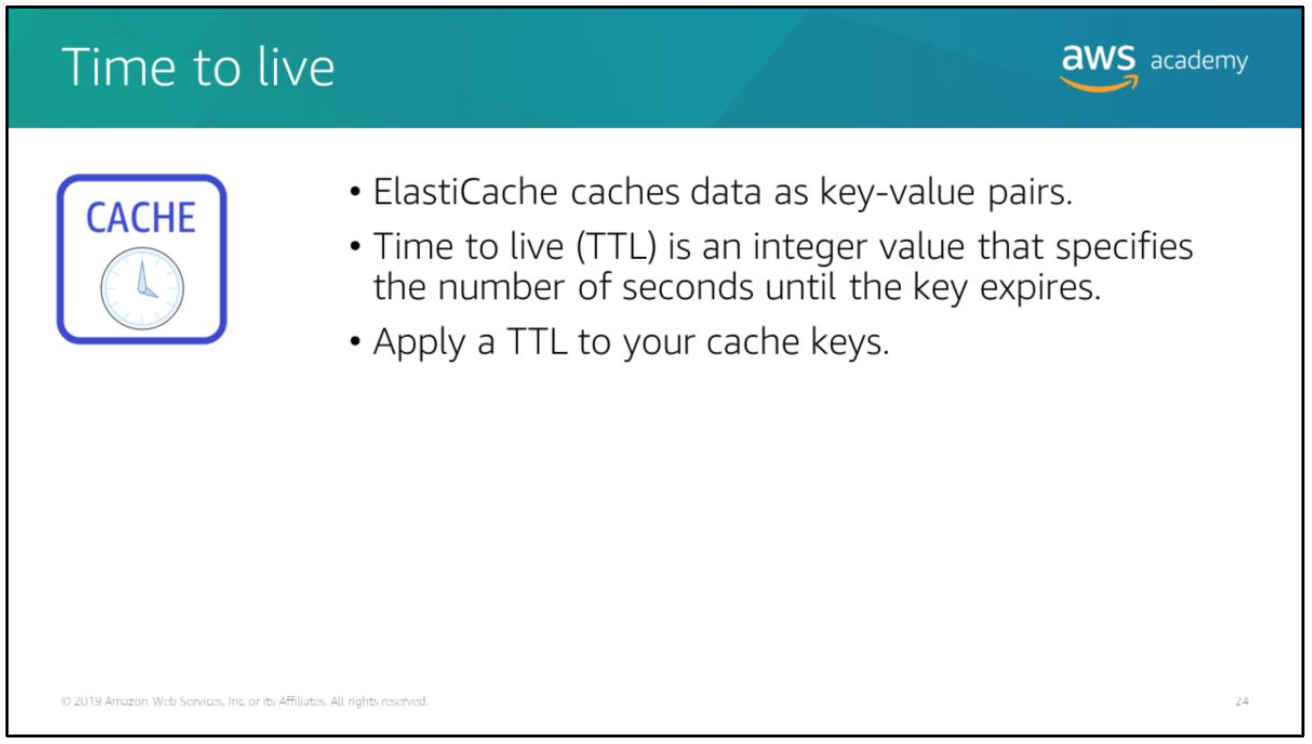 Time to live
aws academy
CACHE
• ElastiCache caches data as key-value pairs.
• Time to live (TTL) is an integer value that specifies
the number of seconds until the key expires.
• Apply a TTL to your cache keys.
© 2019 Amazon Web Services, Inc. or its Affiliates. All rights reserved.
24